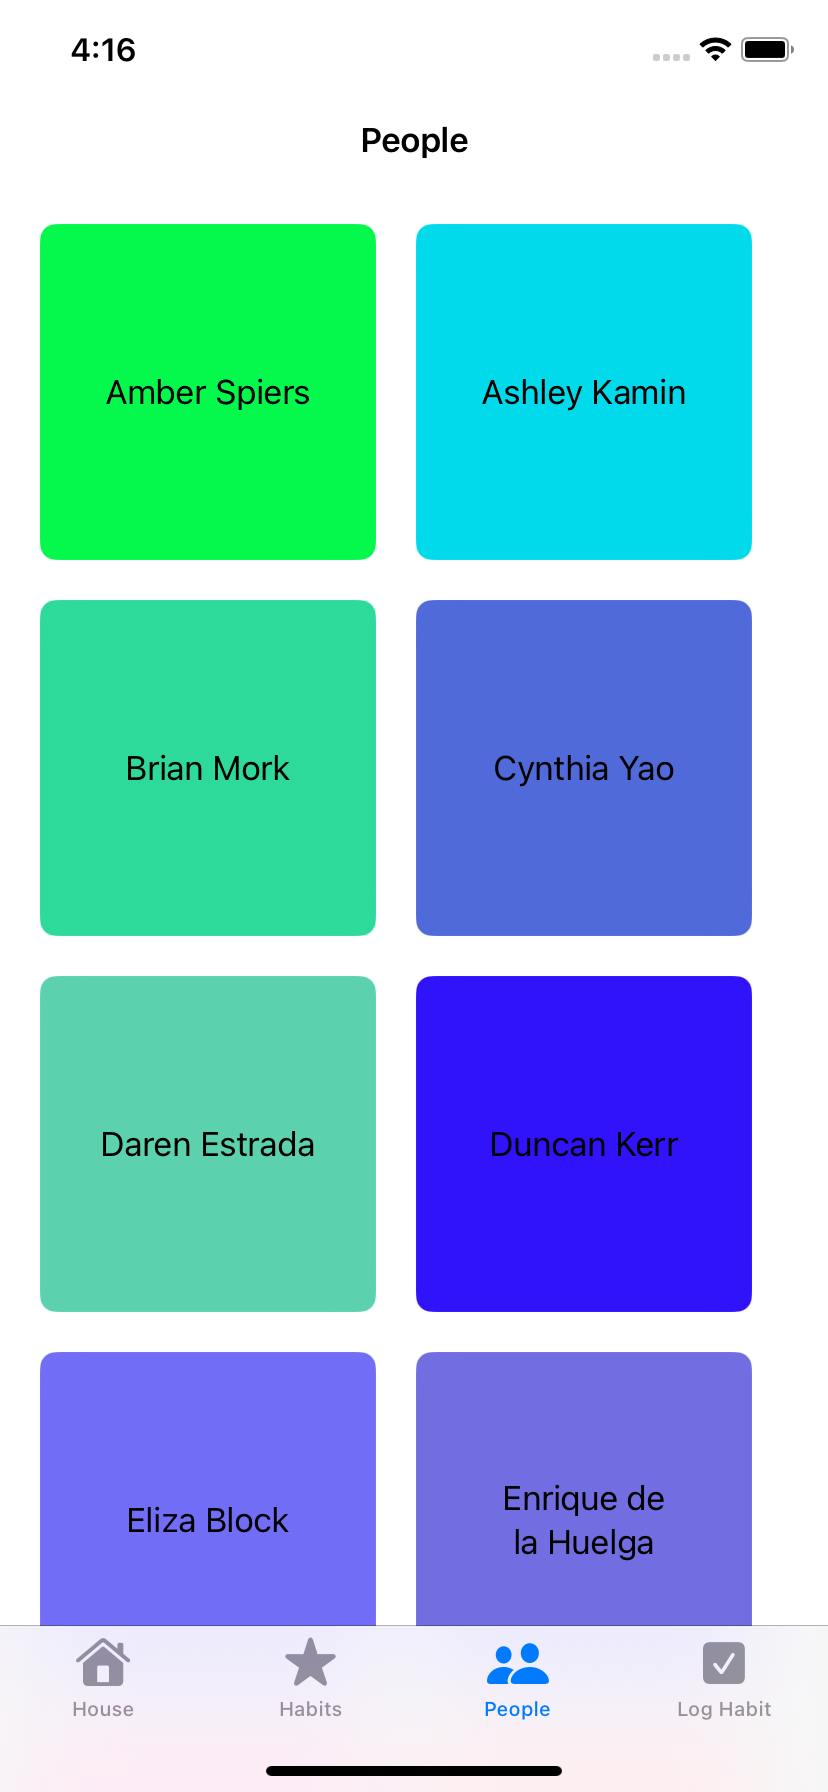 4:16
People
Amber Spiers
Ashley Kamin
Brian Mork
Cynthia Yao
Daren Estrada
Duncan Kerr
Eliza Block
Enrique de
la Huelga
House
Habits
People
Log Habit